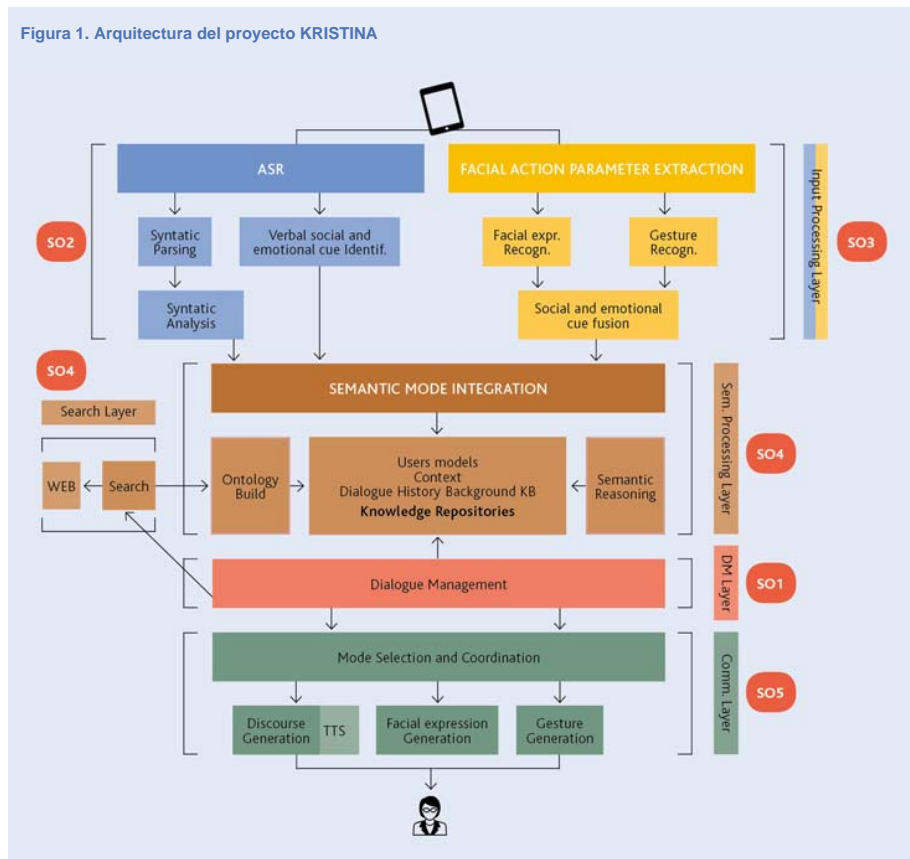 Figura 1. Arquitectura del proyecto KRISTINA
ASR
FACIAL ACTION PARAMETER EXTRACTION
SO2
Syntatic
Parsing
Verbal social and
emotional cue Identif.
Facial expr.
Recogn.
Gesture
Recogn.
Input Processing Layer
SO3
Syntatic
Analysis
Social and emotional
cue fusion
SO4
Search Layer
WEB
Search
SEMANTIC MODE INTEGRATION
Ontology
Build
Users models
Context
Dialogue History Background KB
Knowledge Repositories
Semantic
Reasoning
Sem. Processing Layer
SO4
Dialogue Management
DM Layer
SO1
Mode Selection and Coordination
Discourse
Generation
TTS
Facial expression
Generation
Gesture
Generation
Comm. Layer
SO5